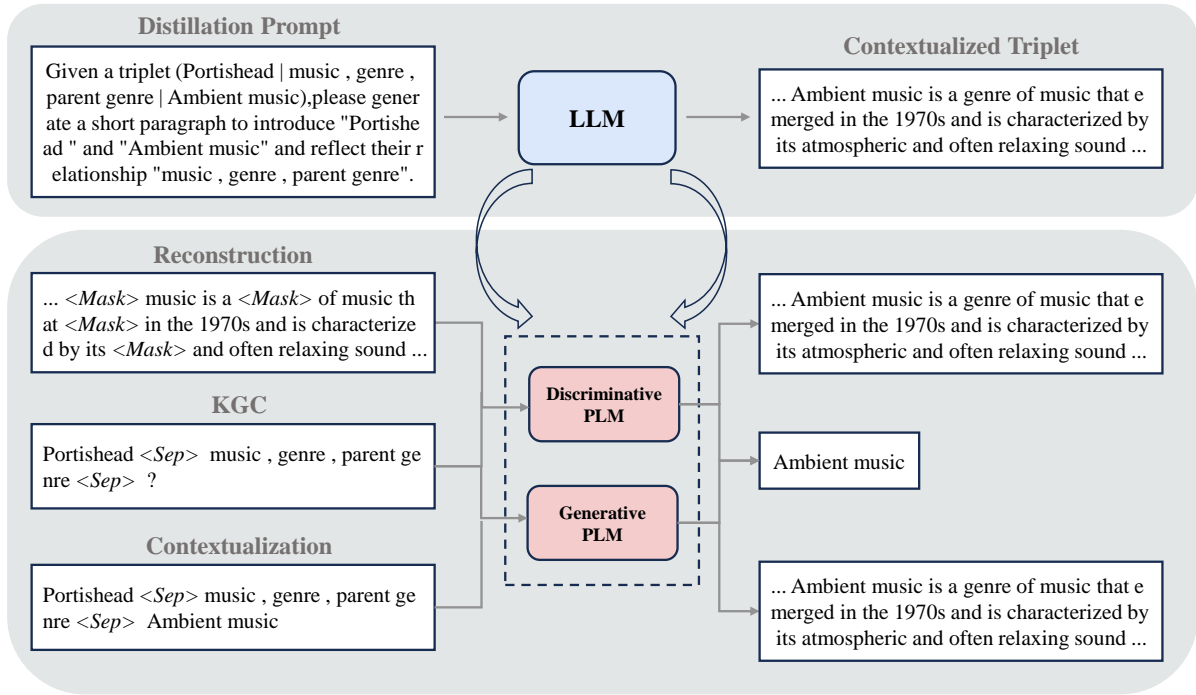 Distillation Prompt
Given a triplet (Portishead | music , genre ,
parent genre | Ambient music),please gener
ate a short paragraph to introduce "Portishe
ad " and "Ambient music" and reflect their r
elationship "music , genre , parent genre".
LLM
Contextualized Triplet
... Ambient music is a genre of music that e
merged in the 1970s and is characterized by
its atmospheric and often relaxing sound ...
Reconstruction
... <Mask> music is a <Mask> of music th
at <Mask> in the 1970s and is characterize
d by its <Mask> and often relaxing sound ...
KGC
Portishead <Sep> music , genre , parent ge
nre <Sep> ?
Contextualization
Portishead <Sep> music , genre , parent ge
nre <Sep> Ambient music
Discriminative
PLM
Generative
PLM
... Ambient music is a genre of music that e
merged in the 1970s and is characterized by
its atmospheric and often relaxing sound ...
Ambient music
... Ambient music is a genre of music that e
merged in the 1970s and is characterized by
its atmospheric and often relaxing sound ...